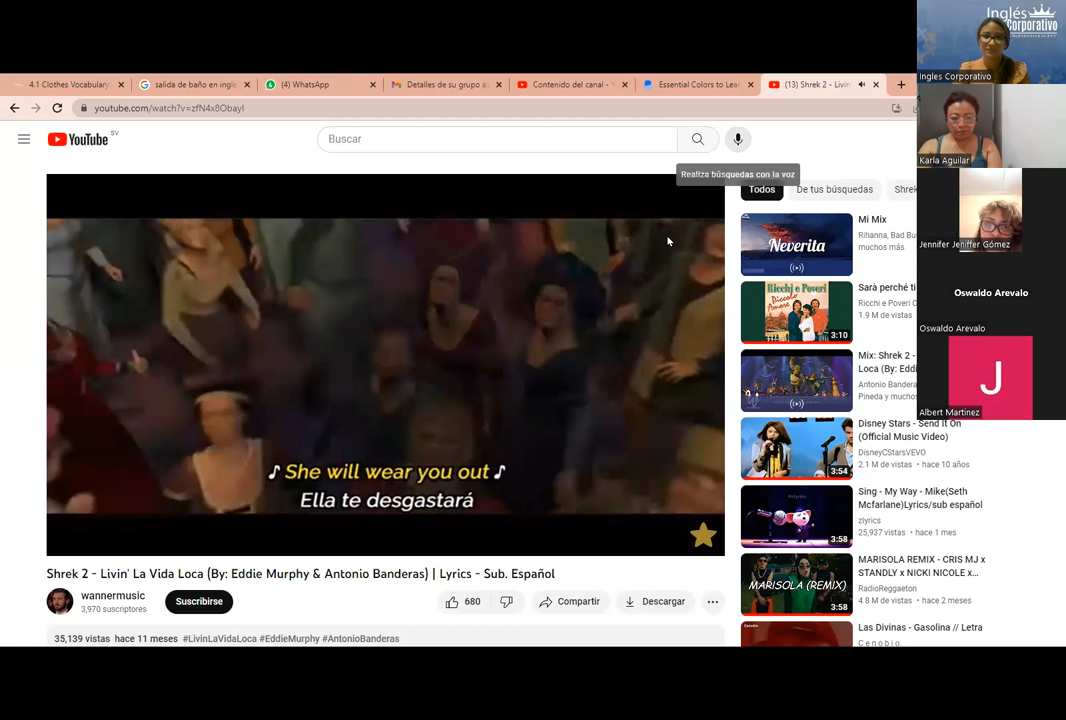 4.1 Clothes Vocabulary
salida de baño en inglé
(4) WhatsApp
Detalles de su grupo as
Contenido del canal - Y
Essential Colors to Lea
(13) Shrek 2 - Livin'
youtube.com/watch?v=zfN4x8ObayI
YouTube SV
Buscar
Realiza búsquedas con la voz
Todos
De tus búsquedas
Shrek
♪ She will wear you out ♪
Ella te desgastará
Shrek 2 - Livin' La Vida Loca (By: Eddie Murphy & Antonio Banderas) | Lyrics - Sub. Español
wannermusic
3,970 suscriptores
Suscribirse
680
Compartir
Descargar
35,139 vistas hace 11 meses #LivinLaVidaLoca #EddieMurphy #AntonioBanderas
Neverita
Mi Mix
Rihanna, Bad Bu
muchos más
RICCHI e POVERI
Piccolo
Amore
3:10
Sarà perché ti
Ricchi e Poveri
1.9 M de vistas
Mix: Shrek 2 -
Loca (By: Eddie
Antonio Bandera
Pineda y muchos
3:54
Disney Stars - Send It On
(Official Music Video)
DisneyCStarsVEVO
2.1 M de vistas • hace 10 años
3:58
Sing - My Way - Mike(Seth
Mcfarlane)Lyrics/sub español
zlyrics
25,937 vistas • hace 1 mes
MARISOLA (REMIX)
3:58
MARISOLA REMIX - CRIS MJ x
STANDLY x NICKI NICOLE x...
RadioReggaeton
4.8 M de vistas • hace 2 meses
Las Divinas - Gasolina // Letra
Cenobio
Inglés
Corporativo
Ingles Corporativo
Karla Aguilar
Jennifer Jeniffer Gómez
Oswaldo Arevalo
Oswaldo Arevalo
J
Albert Martinez